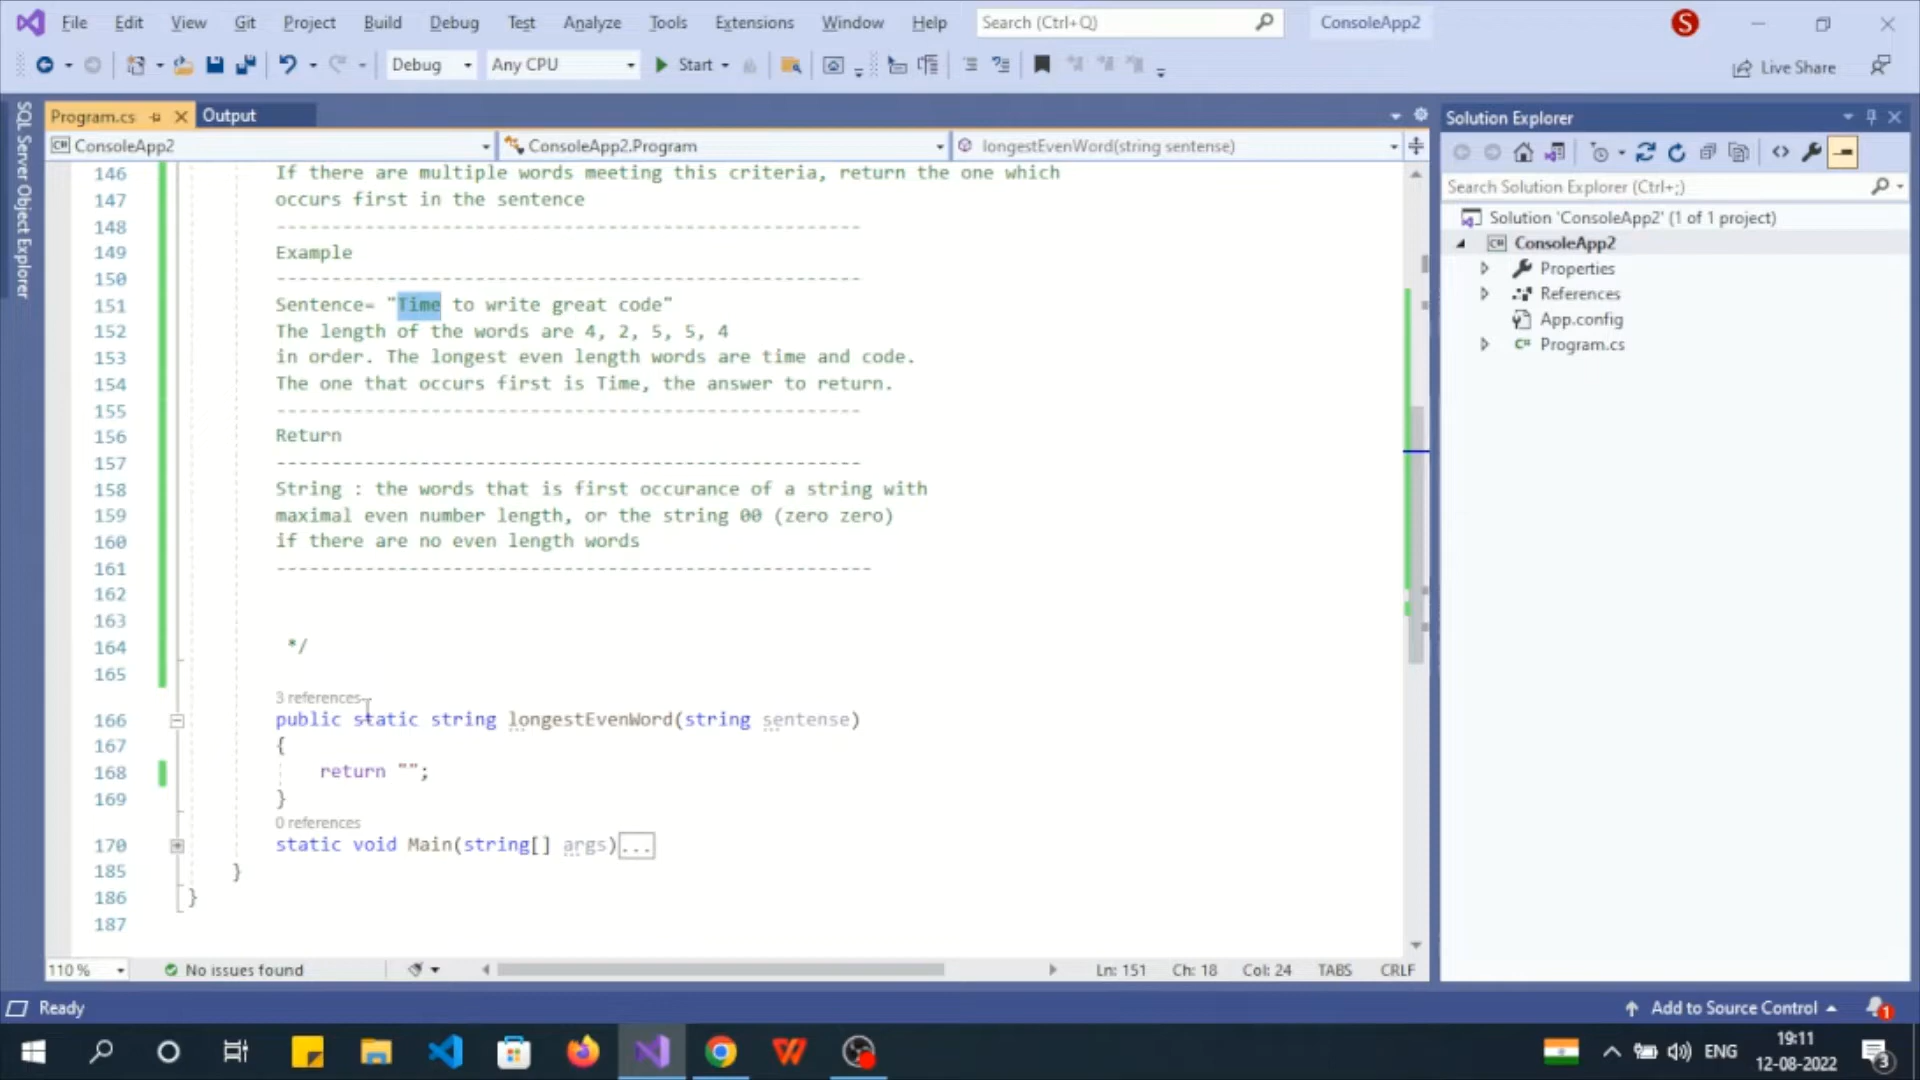 File Edit View Git Project Build Debug Test Analyze Tools Extensions Window Help Search (Ctrl+Q) ConsoleApp2 S
Debug Any CPU Start Live Share
SQL Server Object Explorer
Program.cs Output
ConsoleApp2 ConsoleApp2.Program longestEvenWord(string sentense)
146 If there are multiple words meeting this criteria, return the one which
147 occurs first in the sentence
148 -----------------------------------------------------
149 Example
150 -----------------------------------------------------
151 Sentence= "Time to write great code"
152 The length of the words are 4, 2, 5, 5, 4
153 in order. The longest even length words are time and code.
154 The one that occurs first is Time, the answer to return.
155 -----------------------------------------------------
156 Return
157 -----------------------------------------------------
158 String : the words that is first occurance of a string with
159 maximal even number length, or the string 00 (zero zero)
160 if there are no even length words
161 ------------------------------------------------------
162
163
164 */
165
3 references
166 public static string longestEvenWord(string sentense)
167 {
168 return "";
169 }
0 references
170 static void Main(string[] args)...
185 }
186 }
187
110 % No issues found Ln: 151 Ch: 18 Col: 24 TABS CRLF
Solution Explorer
Search Solution Explorer (Ctrl+;)
Solution 'ConsoleApp2' (1 of 1 project)
C# ConsoleApp2
Properties
References
App.config
C# Program.cs
Ready Add to Source Control 1
ENG 19:11
12-08-2022 3